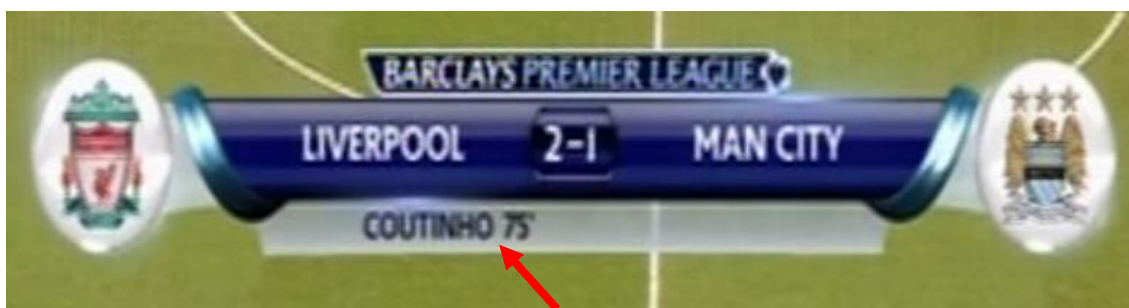 BARCLAYS PREMIER LEAGUE
LIVERPOOL 2-1 MAN CITY
COUTINHO 75'